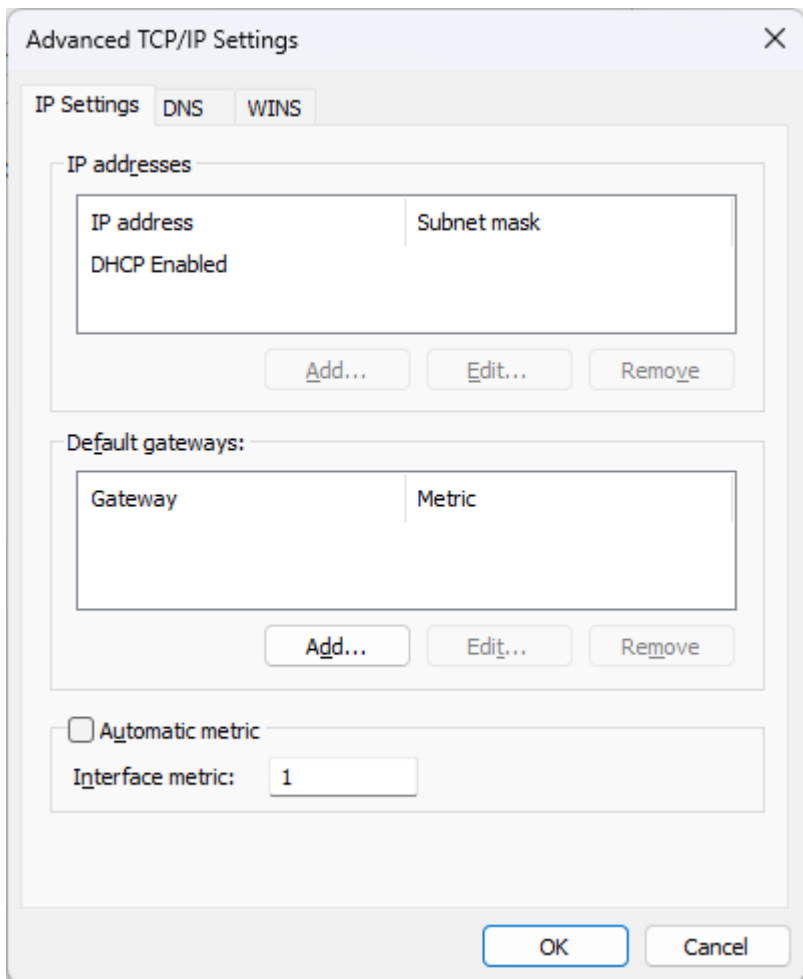 Advanced TCP/IP Settings
IP Settings DNS WINS
IP addresses
IP address Subnet mask
DHCP Enabled
Add... Edit... Remove
Default gateways:
Gateway Metric
Add... Edit... Remove
Automatic metric
Interface metric: 1
OK Cancel